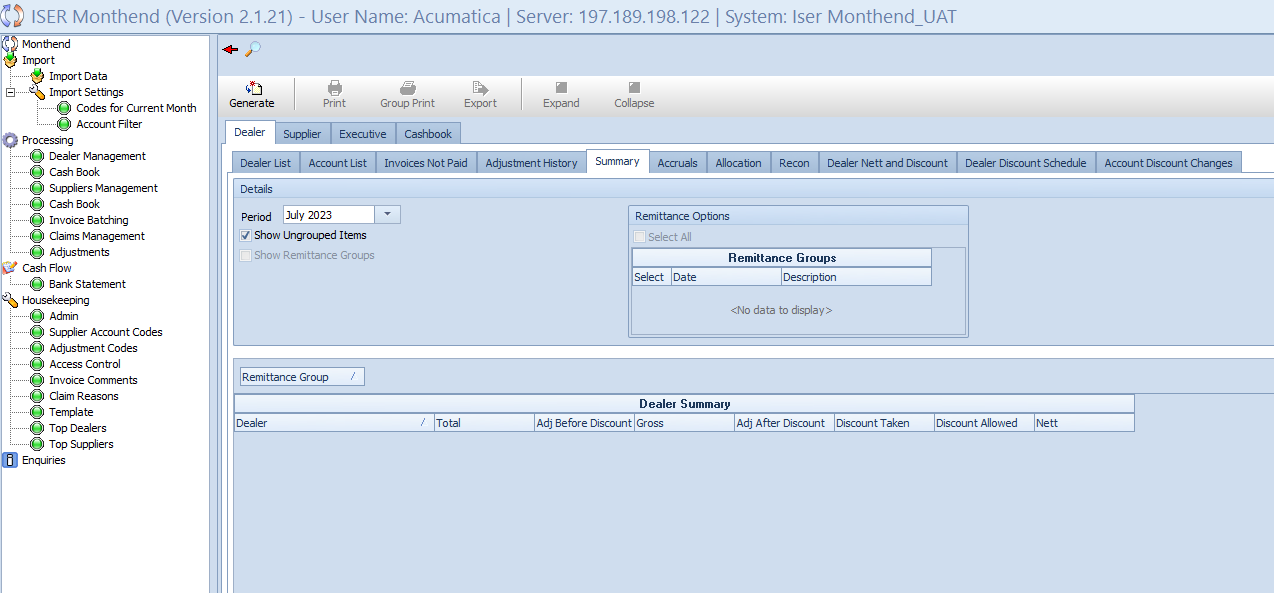 ISER Monthend (Version 2.1.21) - User Name: Acumatica | Server: 197.189.198.122 | System: Iser Monthend_UAT
Monthend
Import
Import Data
Import Settings
Codes for Current Month
Account Filter
Processing
Dealer Management
Cash Book
Suppliers Management
Cash Book
Invoice Batching
Claims Management
Adjustments
Cash Flow
Bank Statement
Housekeeping
Admin
Supplier Account Codes
Adjustment Codes
Access Control
Invoice Comments
Claim Reasons
Template
Top Dealers
Top Suppliers
Enquiries
Generate Print Group Print Export Expand Collapse
Dealer Supplier Executive Cashbook
Dealer List Account List Invoices Not Paid Adjustment History Summary Accruals Allocation Recon Dealer Nett and Discount Dealer Discount Schedule Account Discount Changes
Details
Period July 2023
Show Ungrouped Items
Show Remittance Groups
Remittance Options
Select All
Remittance Groups
Select Date Description
<No data to display>
Remittance Group /
Dealer Summary
Dealer / Total Adj Before Discount Gross Adj After Discount Discount Taken Discount Allowed Nett